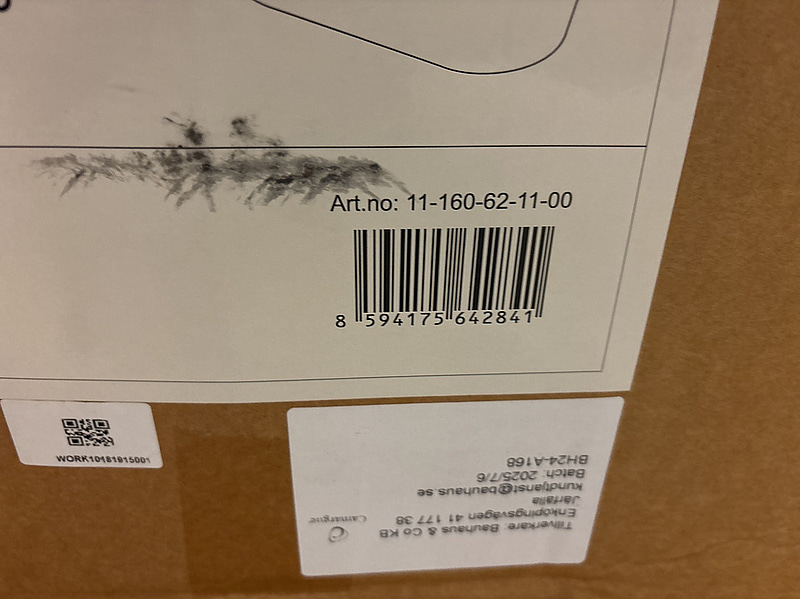 Art.no: 11-160-62-11-00
8 594175 642841
WORK10181915001
Tillverkare: Bauhaus & Co KB
Enköpingsvägen 41 177 38
Järfälla
kundtjanst@bauhaus.se
Batch: 2025/7/6
BH24-A168
Camargue